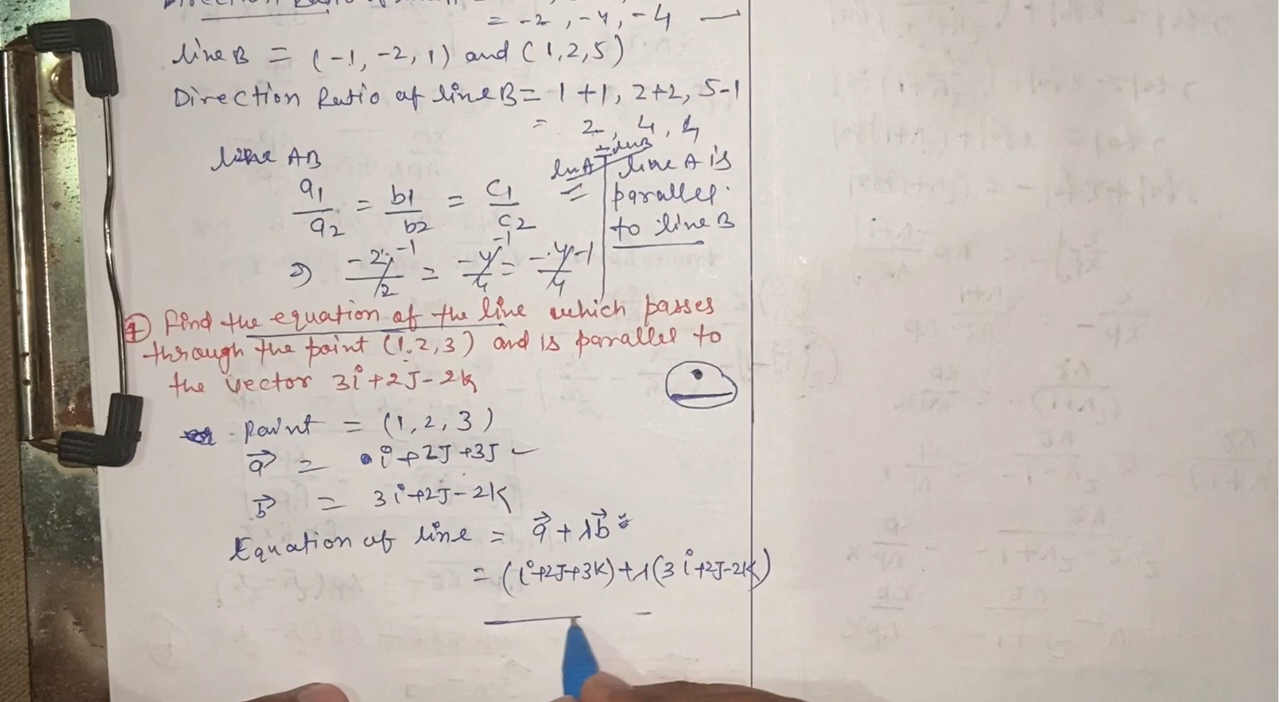 = -2, -4, -4
line B = (-1, -2, 1) and (1,2,5)
Direction Ratio of line B = 1+1, 2+2, 5-1
= 2, 4, 4
line AB
a1/a2 = b1/b2 = c1/c2
line A is
parallel
to line B
⇒ -2/2 -1 = -4/4 -1 = -4/4 -1
4 Find the equation of the line which passes
through the point (1,2,3) and is parallel to
the vector 3i+2J-2k
Point = (1, 2, 3)
a⃗ = i+2J+3J
b⃗ = 3i+2J-2K
Equation of line = a⃗ + λb⃗
= (i+2J+3K)+λ(3i+2J-2K)